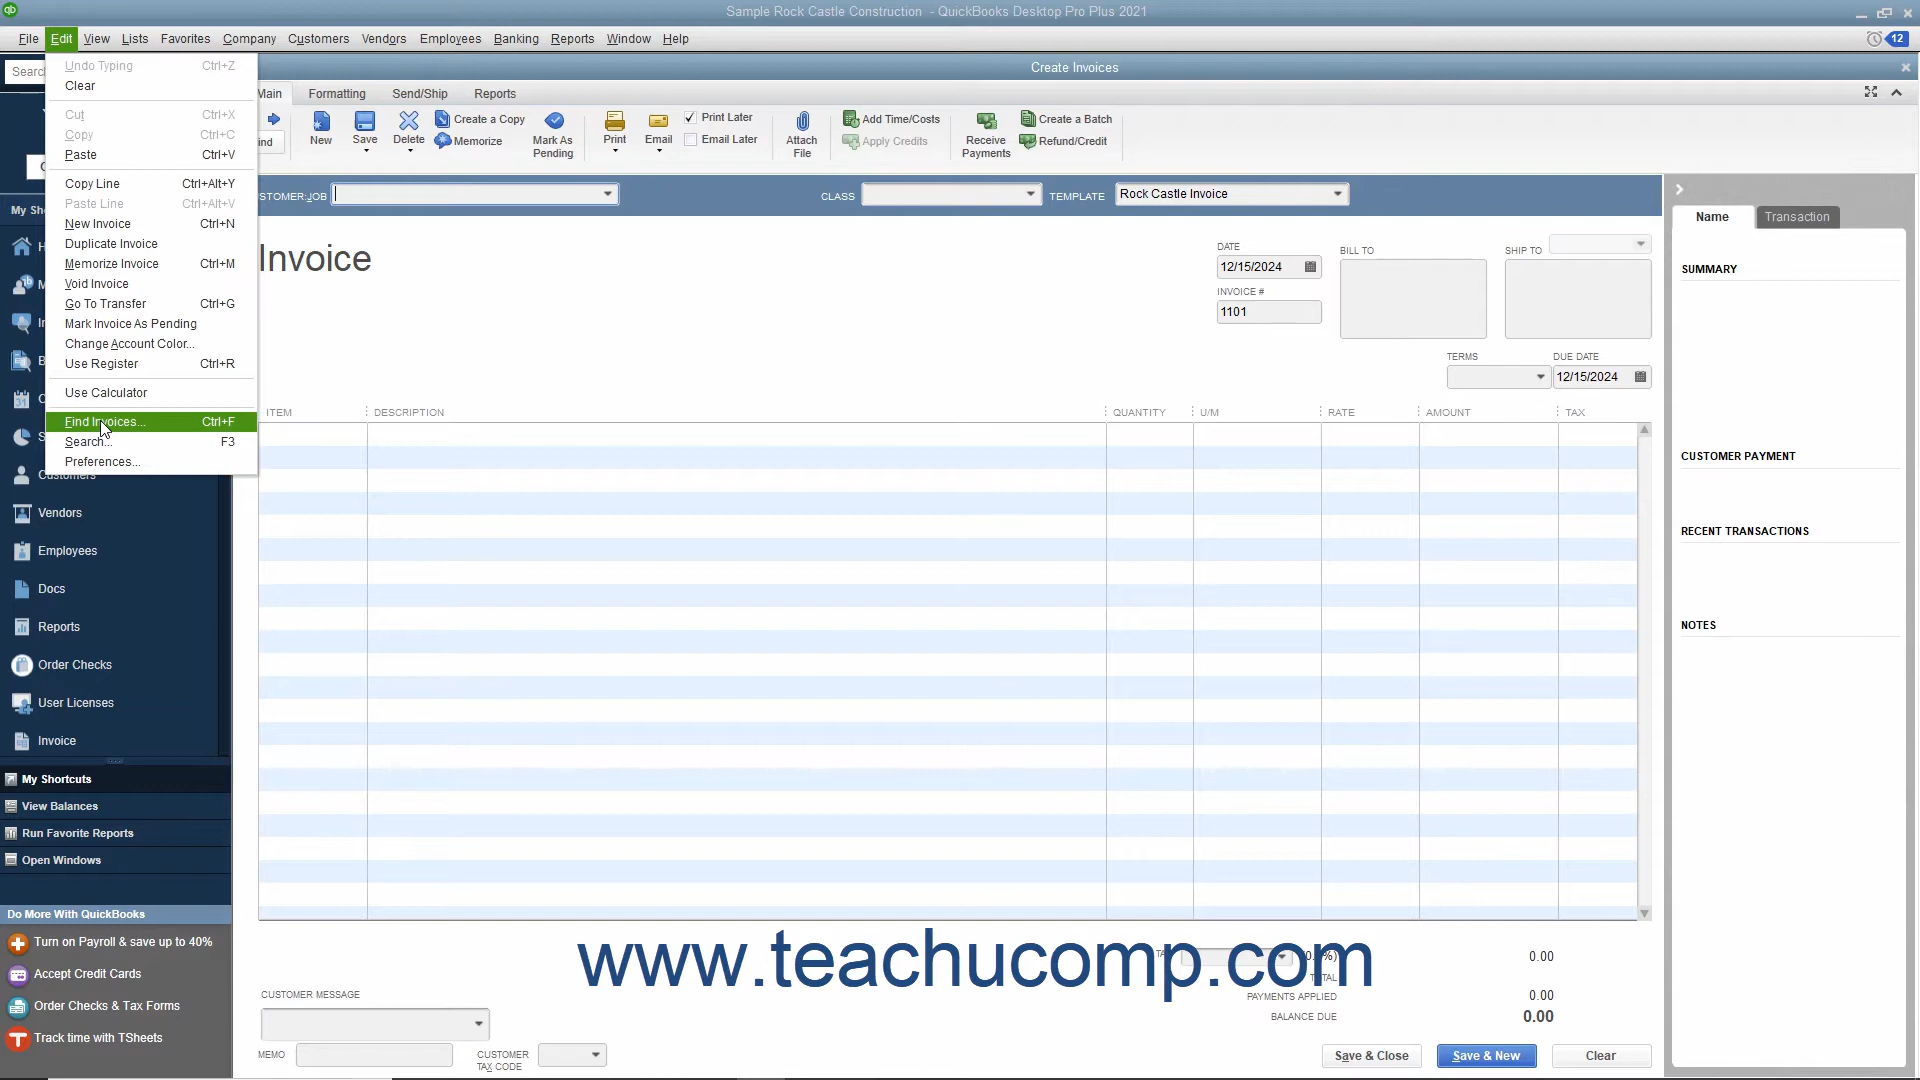 Sample Rock Castle Construction - QuickBooks Desktop Pro Plus 2021
File Edit View Lists Favorites Company Customers Vendors Employees Banking Reports Window Help
12
Create Invoices
Main Formatting Send/Ship Reports
New
Save
Delete
Create a Copy
Memorize
Mark As
Pending
Print
Email
Print Later
Email Later
Attach
File
Add Time/Costs
Apply Credits
Receive
Payments
Create a Batch
Refund/Credit
Undo Typing Ctrl+Z
Clear
Cut Ctrl+X
Copy Ctrl+C
Paste Ctrl+V
Copy Line Ctrl+Alt+Y
Paste Line Ctrl+Alt+V
New Invoice Ctrl+N
Duplicate Invoice
Memorize Invoice Ctrl+M
Void Invoice
Go To Transfer Ctrl+G
Mark Invoice As Pending
Change Account Color...
Use Register Ctrl+R
Use Calculator
Find Invoices... Ctrl+F
Search... F3
Preferences...
Searc
My Sh
Customers
Vendors
Employees
Docs
Reports
Order Checks
User Licenses
Invoice
My Shortcuts
View Balances
Run Favorite Reports
Open Windows
Do More With QuickBooks
Turn on Payroll & save up to 40%
Accept Credit Cards
Order Checks & Tax Forms
Track time with TSheets
STOMER:JOB
CLASS
TEMPLATE Rock Castle Invoice
Invoice
DATE
12/15/2024
INVOICE #
1101
BILL TO
SHIP TO
TERMS
DUE DATE
12/15/2024
ITEM DESCRIPTION QUANTITY U/M RATE AMOUNT TAX
www.teachucomp.com
0.00
TOTAL
PAYMENTS APPLIED 0.00
BALANCE DUE 0.00
CUSTOMER MESSAGE
MEMO
CUSTOMER
TAX CODE
Save & Close
Save & New
Clear
Name Transaction
SUMMARY
CUSTOMER PAYMENT
RECENT TRANSACTIONS
NOTES